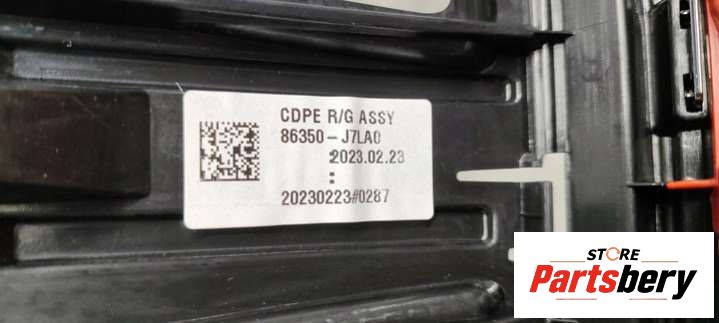 CDPE R/G ASSY
86350-J7LA0
:2023.02.23
:
20230223#0287
STORE
Partsbery